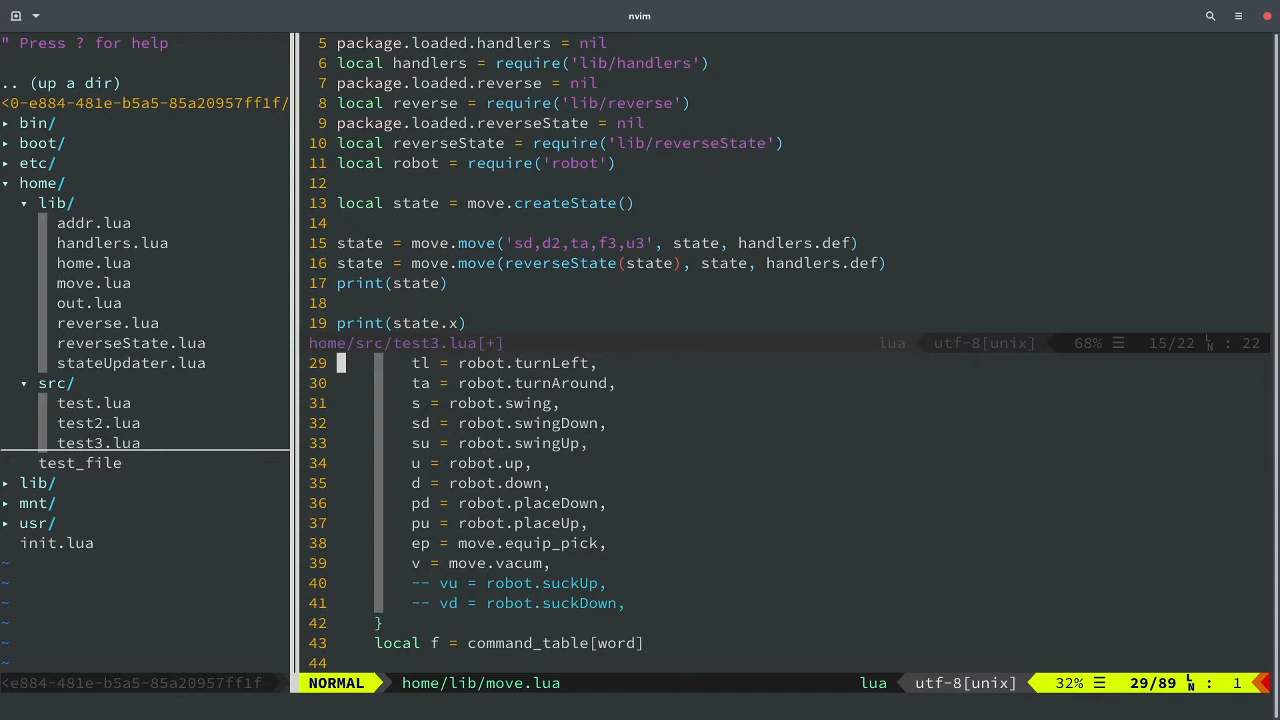 nvim
" Press ? for help
.. (up a dir)
<0-e884-481e-b5a5-85a20957ff1f/
▸ bin/
▸ boot/
▸ etc/
▾ home/
▾ lib/
addr.lua
handlers.lua
home.lua
move.lua
out.lua
reverse.lua
reverseState.lua
stateUpdater.lua
▾ src/
test.lua
test2.lua
test3.lua
test_file
▸ lib/
▸ mnt/
▸ usr/
init.lua
~
~
~
~
~
~
<e884-481e-b5a5-85a20957ff1f
5 package.loaded.handlers = nil
6 local handlers = require('lib/handlers')
7 package.loaded.reverse = nil
8 local reverse = require('lib/reverse')
9 package.loaded.reverseState = nil
10 local reverseState = require('lib/reverseState')
11 local robot = require('robot')
12
13 local state = move.createState()
14
15 state = move.move('sd,d2,ta,f3,u3', state, handlers.def)
16 state = move.move(reverseState(state), state, handlers.def)
17 print(state)
18
19 print(state.x)
home/src/test3.lua[+] lua utf-8[unix] 68% ☰ 15/22 LN : 22
29 tl = robot.turnLeft,
30 ta = robot.turnAround,
31 s = robot.swing,
32 sd = robot.swingDown,
33 su = robot.swingUp,
34 u = robot.up,
35 d = robot.down,
36 pd = robot.placeDown,
37 pu = robot.placeUp,
38 ep = move.equip_pick,
39 v = move.vacum,
40 -- vu = robot.suckUp,
41 -- vd = robot.suckDown,
42 }
43 local f = command_table[word]
44
NORMAL home/lib/move.lua lua utf-8[unix] 32% ☰ 29/89 LN : 1